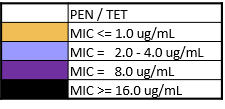 PEN / TET
MIC <= 1.0 ug/mL
MIC = 2.0 - 4.0 ug/mL
MIC = 8.0 ug/mL
MIC >= 16.0 ug/mL